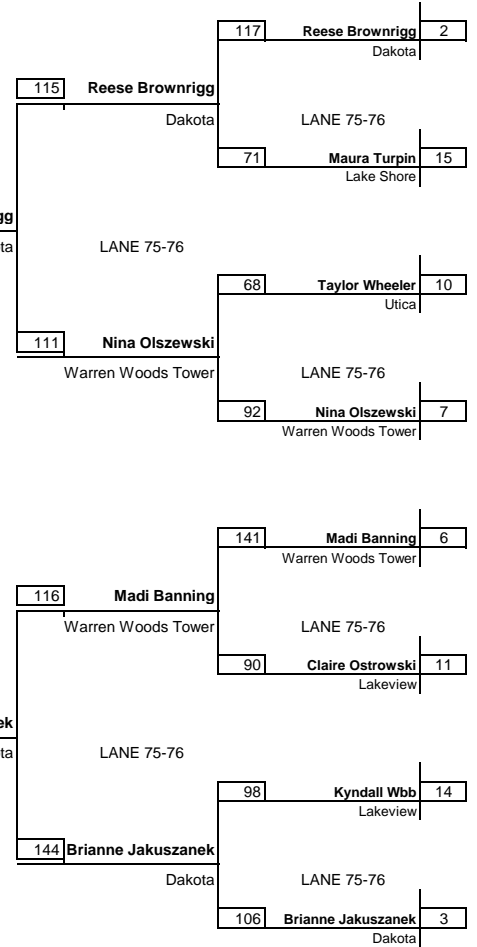 117 Reese Brownrigg 2
Dakota
115 Reese Brownrigg
Dakota LANE 75-76
71 Maura Turpin 15
Lake Shore
gg
ta LANE 75-76
68 Taylor Wheeler 10
Utica
111 Nina Olszewski
Warren Woods Tower LANE 75-76
92 Nina Olszewski 7
Warren Woods Tower
141 Madi Banning 6
Warren Woods Tower
116 Madi Banning
Warren Woods Tower LANE 75-76
90 Claire Ostrowski 11
Lakeview
ek
ta LANE 75-76
98 Kyndall Wbb 14
Lakeview
144 Brianne Jakuszanek
Dakota LANE 75-76
106 Brianne Jakuszanek 3
Dakota